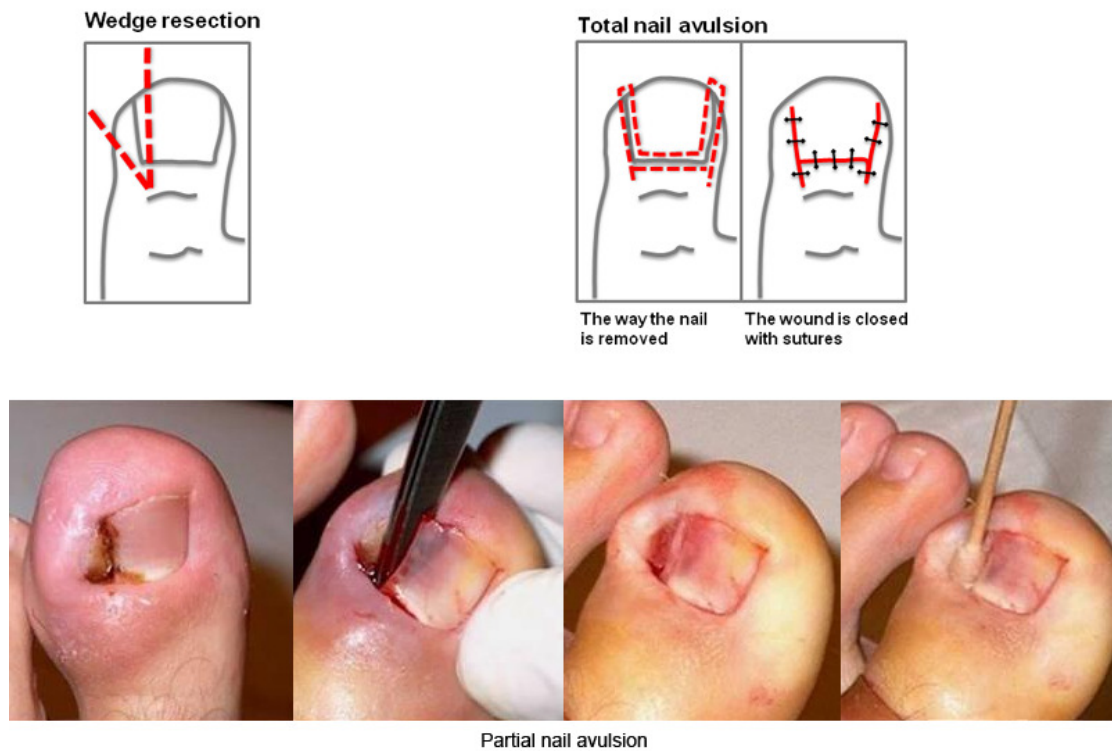 Wedge resection
Total nail avulsion
The way the nail
is removed
The wound is closed
with sutures
Partial nail avulsion